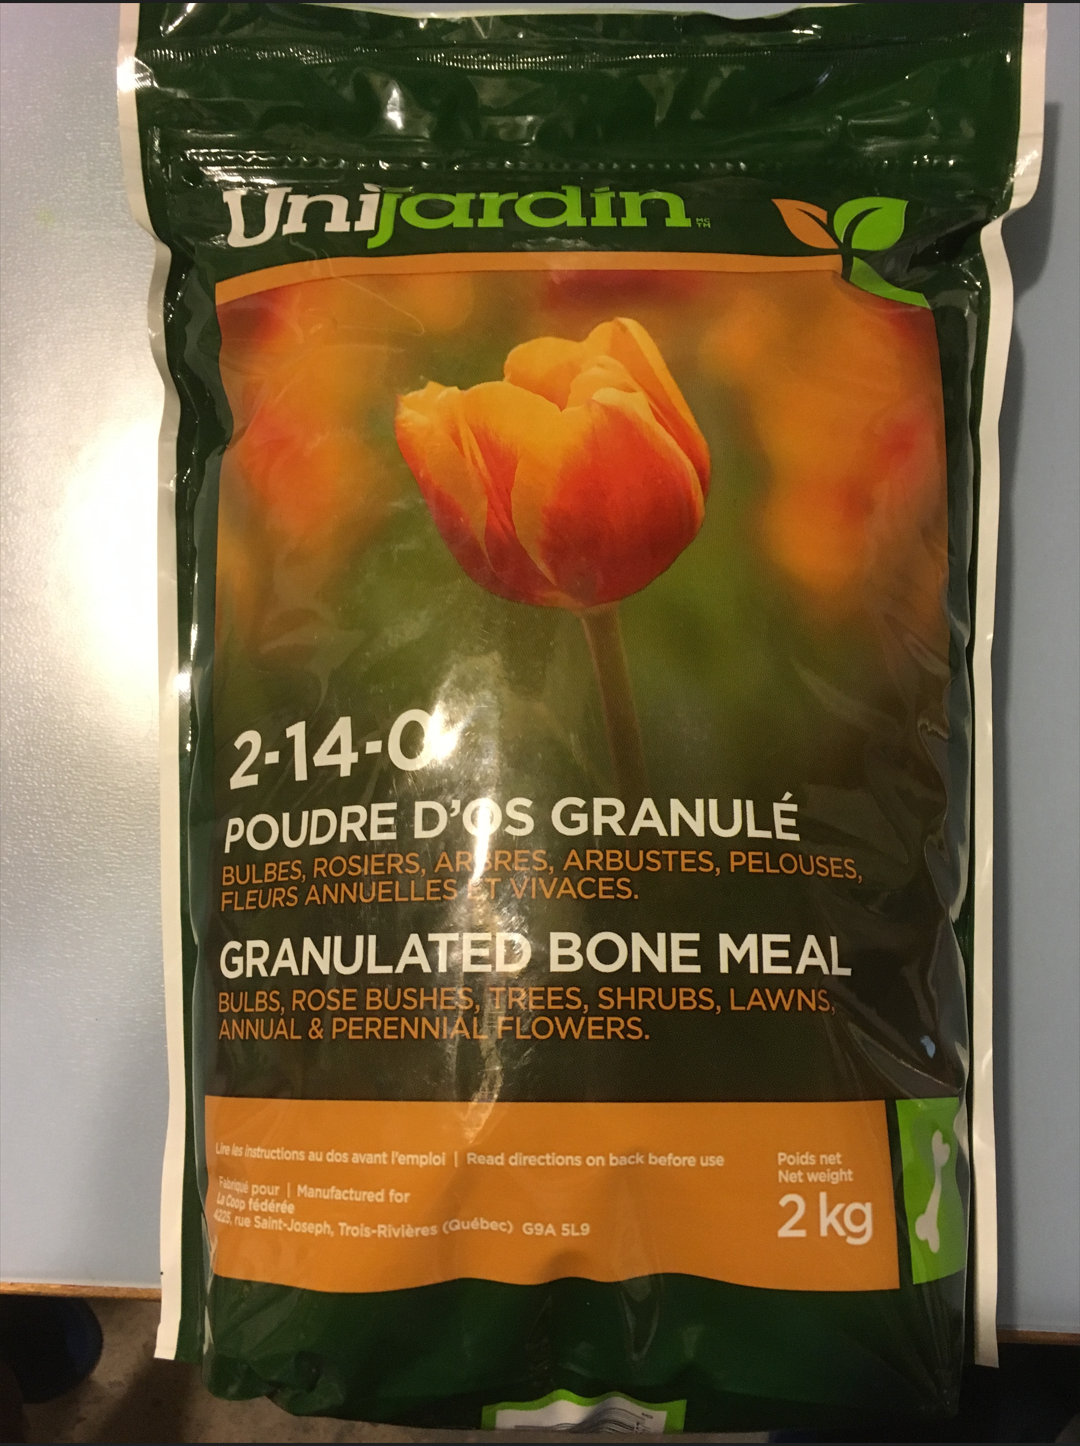 UniJardin MC TM
2-14-0
POUDRE D'OS GRANULÉ
BULBES, ROSIERS, ARBRES, ARBUSTES, PELOUSES,
FLEURS ANNUELLES ET VIVACES.
GRANULATED BONE MEAL
BULBS, ROSE BUSHES, TREES, SHRUBS, LAWNS,
ANNUAL & PERENNIAL FLOWERS.
Lire les instructions au dos avant l'emploi | Read directions on back before use
Fabriqué pour | Manufactured for
La Coop fédérée
4225, rue Saint-Joseph, Trois-Rivières (Québec) G9A 5L9
Poids net
Net weight
2 kg